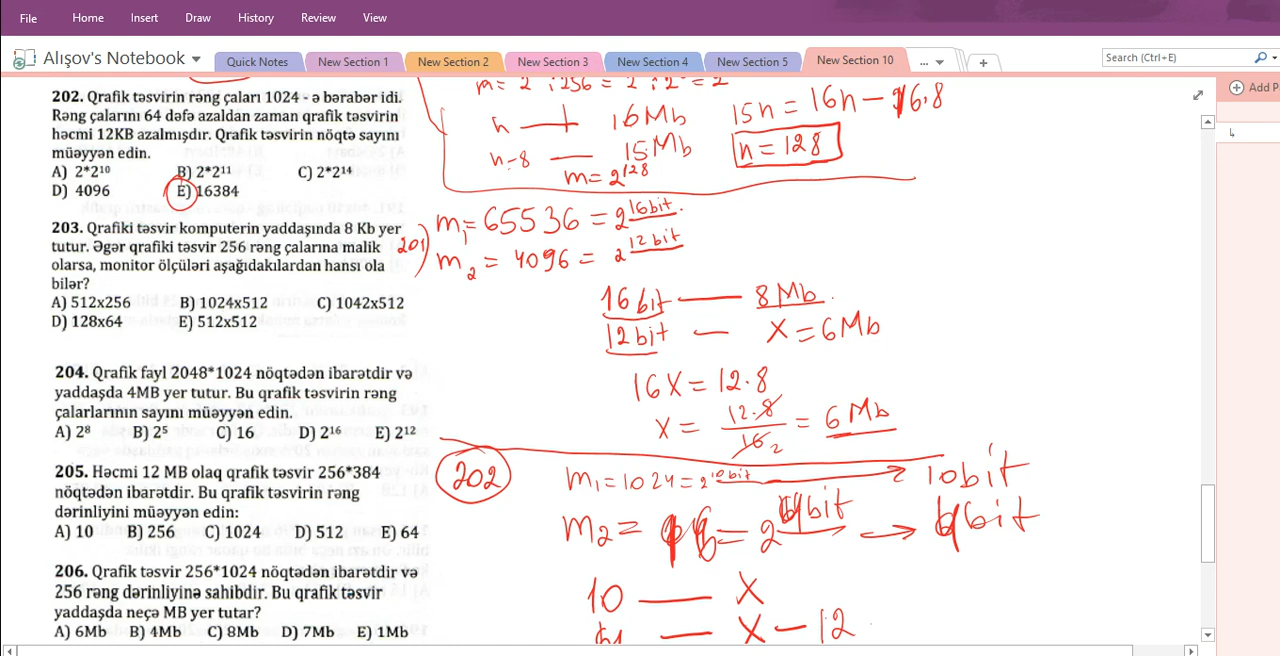 File Home Insert Draw History Review View
Alışov's Notebook Quick Notes New Section 1 New Section 2 New Section 3 New Section 4 New Section 5 New Section 10 ... + Search (Ctrl+E)
Add P
202. Qrafik təsvirin rəng çaları 1024 - ə bərabər idi.
Rəng çalarını 64 dəfə azaldan zaman qrafik təsvirin
həcmi 12KB azalmışdır. Qrafik təsvirin nöqtə sayını
müəyyən edin.
A) 2*2¹⁰ B) 2*2¹¹ C) 2*2¹⁴
D) 4096 E) 16384
203. Qrafiki təsvir komputerin yaddaşında 8 Kb yer
tutur. Əgər qrafiki təsvir 256 rəng çalarına malik
olarsa, monitor ölçüləri aşağıdakılardan hansı ola
bilər?
A) 512x256 B) 1024x512 C) 1042x512
D) 128x64 E) 512x512
204. Qrafik fayl 2048*1024 nöqtədən ibarətdir və
yaddaşda 4MB yer tutur. Bu qrafik təsvirin rəng
çalarlarının sayını müəyyən edin.
A) 2⁸ B) 2⁵ C) 16 D) 2¹⁶ E) 2¹²
205. Həcmi 12 MB olaq qrafik təsvir 256*384
nöqtədən ibarətdir. Bu qrafik təsvirin rəng
dərinliyini müəyyən edin:
A) 10 B) 256 C) 1024 D) 512 E) 64
206. Qrafik təsvir 256*1024 nöqtədən ibarətdir və
256 rəng dərinliyinə sahibdir. Bu qrafik təsvir
yaddaşda neçə MB yer tutar?
A) 6Mb B) 4Mb C) 8Mb D) 7Mb E) 1Mb
n — 16Mb
n-8 — 15Mb
m=2¹²⁸
15n = 16n - 16.8
n = 128
201) m₁ = 65536 = 2^16bit
m₂ = 4096 = 2^12bit
16bit — 8Mb
12bit — X = 6Mb
16X = 12.8
X = 12.8/16 2 = 6Mb
202 m₁ = 1024 = 2^10bit → 10bit
m₂ = 16 = 2^4bit → 4bit
10 — X
4 — X - 12